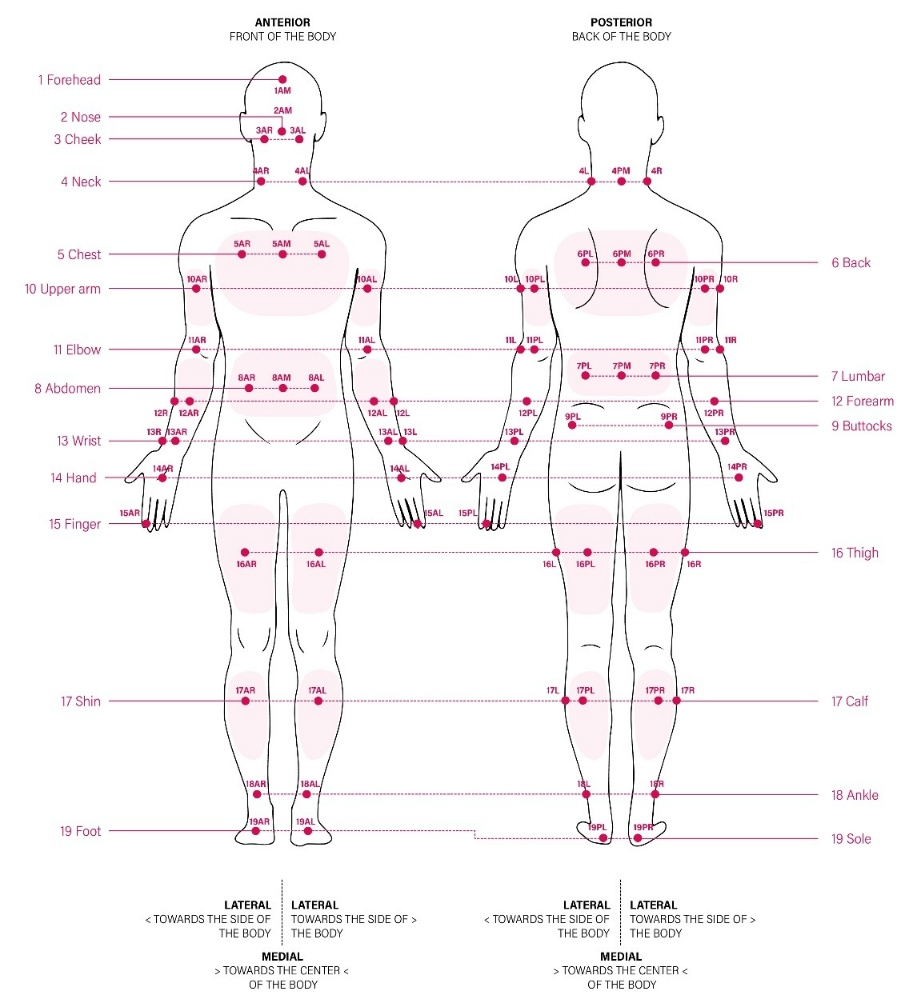 ANTERIOR
FRONT OF THE BODY
POSTERIOR
BACK OF THE BODY
1 Forehead
1AM
2AM
2 Nose
3AR 3AL
3 Cheek
4AR 4AL
4L 4PM 4R
4 Neck
5AR 5AM 5AL
5 Chest
6PL 6PM 6PR
6 Back
10AR 10AL
10L 10PL 10PR 10R
10 Upper arm
11AR 11AL
11L 11PL 11PR 11R
11 Elbow
7PL 7PM 7PR
7 Lumbar
8AR 8AM 8AL
8 Abdomen
12 Forearm
12R 12AR 12AL 12L
12PL 12PR
9PL 9PR
9 Buttocks
13R 13AR 13AL 13L
13PL 13PR
13 Wrist
14AR 14AL
14PL 14PR
14 Hand
15AR 15AL
15PL 15PR
15 Finger
16 Thigh
16AR 16AL
16L 16PL 16PR 16R
17AR 17AL
17L 17PL 17PR 17R
17 Shin
17 Calf
18AR 18AL
18L 18R
18 Ankle
19AR 19AL
19PL 19PR
19 Foot
19 Sole
LATERAL
< TOWARDS THE SIDE OF
THE BODY
LATERAL
TOWARDS THE SIDE OF >
THE BODY
MEDIAL
> TOWARDS THE CENTER <
OF THE BODY
LATERAL
< TOWARDS THE SIDE OF
THE BODY
LATERAL
TOWARDS THE SIDE OF >
THE BODY
MEDIAL
> TOWARDS THE CENTER <
OF THE BODY